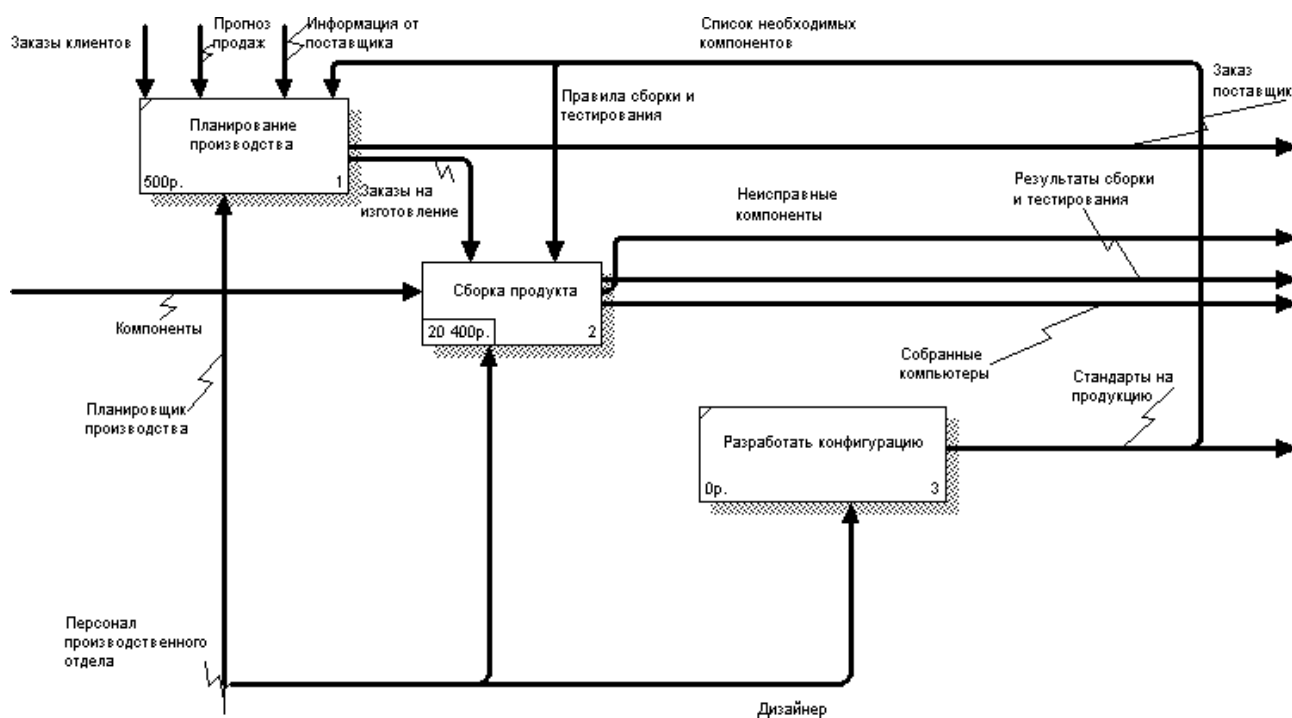 Заказы клиентов
Прогноз
продаж
Информация от
поставщика
Список необходимых
компонентов
Заказ
поставщик
Правила сборки и
тестирования
Планирование
производства
500р.
1
Заказы на
изготовление
Неисправные
компоненты
Результаты сборки
и тестирования
Сборка продукта
20 400р.
2
Компоненты
Собранные
компьютеры
Стандарты на
продукцию
Планировщик
производства
Разработать конфигурацию
0р.
3
Персонал
производственного
отдела
Дизайнер